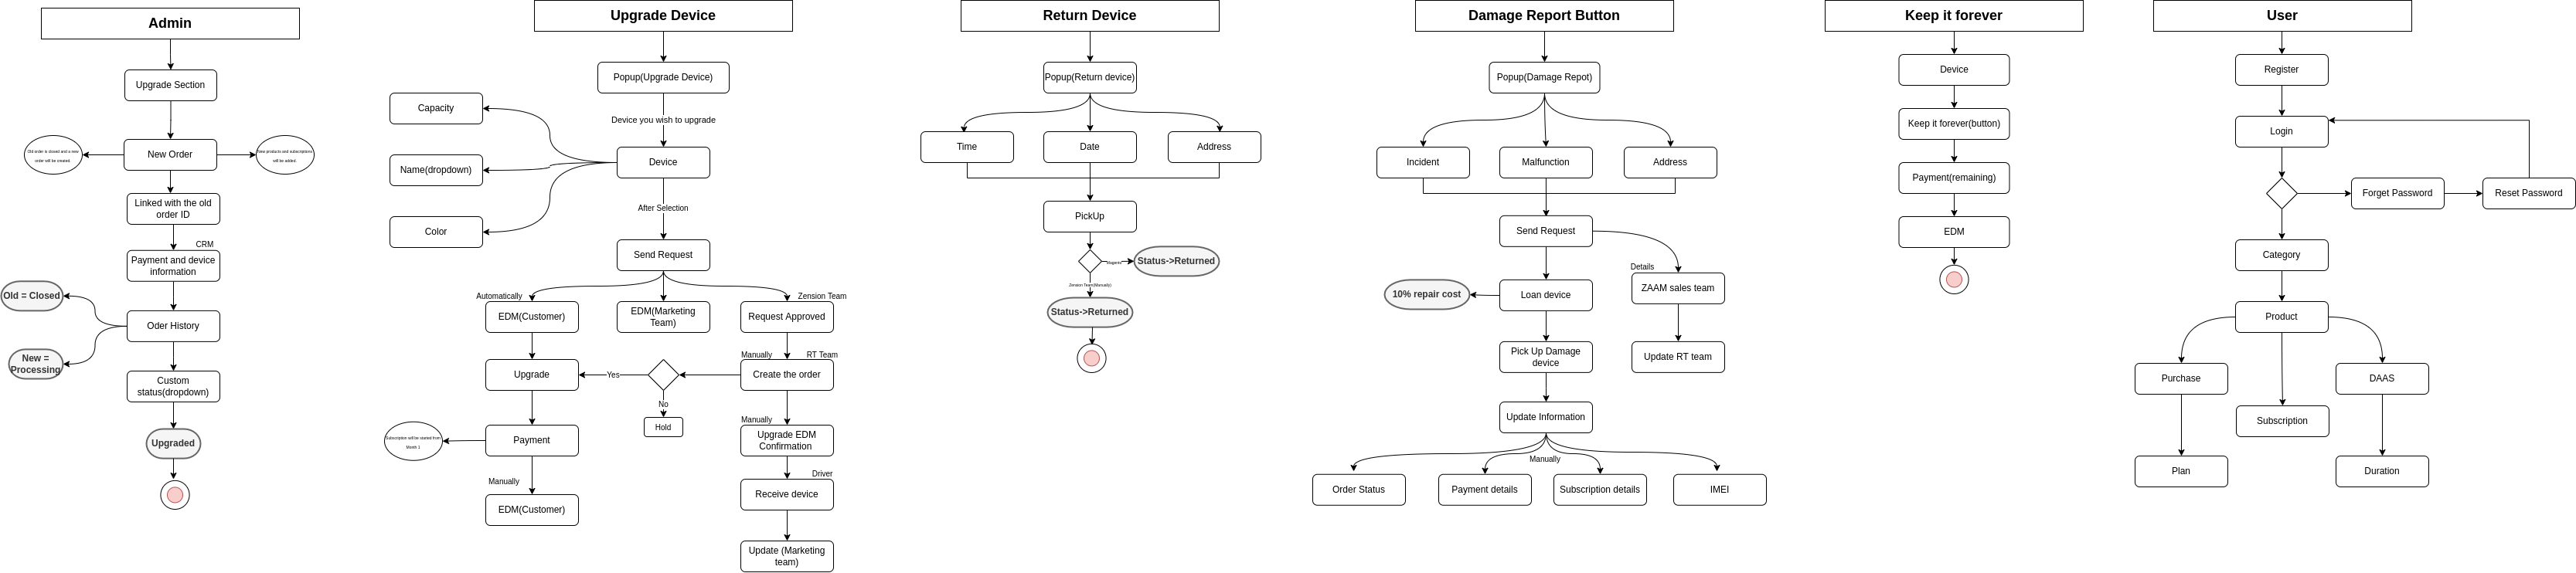 Admin
Upgrade Section
New Order
Old order is closed and a new
order will be created.
New products and subscriptions
will be added.
Linked with the old
order ID
CRM
Payment and device
information
Old = Closed
Oder History
New =
Processing
Custom
status(dropdown)
Upgraded
Upgrade Device
Popup(Upgrade Device)
Device you wish to upgrade
Capacity
Name(dropdown)
Color
Device
After Selection
Send Request
Automatically
EDM(Customer)
EDM(Marketing
Team)
Zension Team
Request Approved
Manually
RT Team
Upgrade
Yes
Create the order
No
Hold
Payment
Subscription will be started from
Month 1
Manually
EDM(Customer)
Manually
Upgrade EDM
Confirmation
Driver
Receive device
Update (Marketing
team)
Return Device
Popup(Return device)
Time
Date
Address
PickUp
Magento
Status->Returned
Zension Team(Manually)
Status->Returned
Damage Report Button
Popup(Damage Repot)
Incident
Malfunction
Address
Send Request
Details
ZAAM sales team
10% repair cost
Loan device
Pick Up Damage
device
Update RT team
Update Information
Manually
Order Status
Payment details
Subscription details
IMEI
Keep it forever
Device
Keep it forever(button)
Payment(remaining)
EDM
User
Register
Login
Forget Password
Reset Password
Category
Product
Purchase
DAAS
Subscription
Plan
Duration